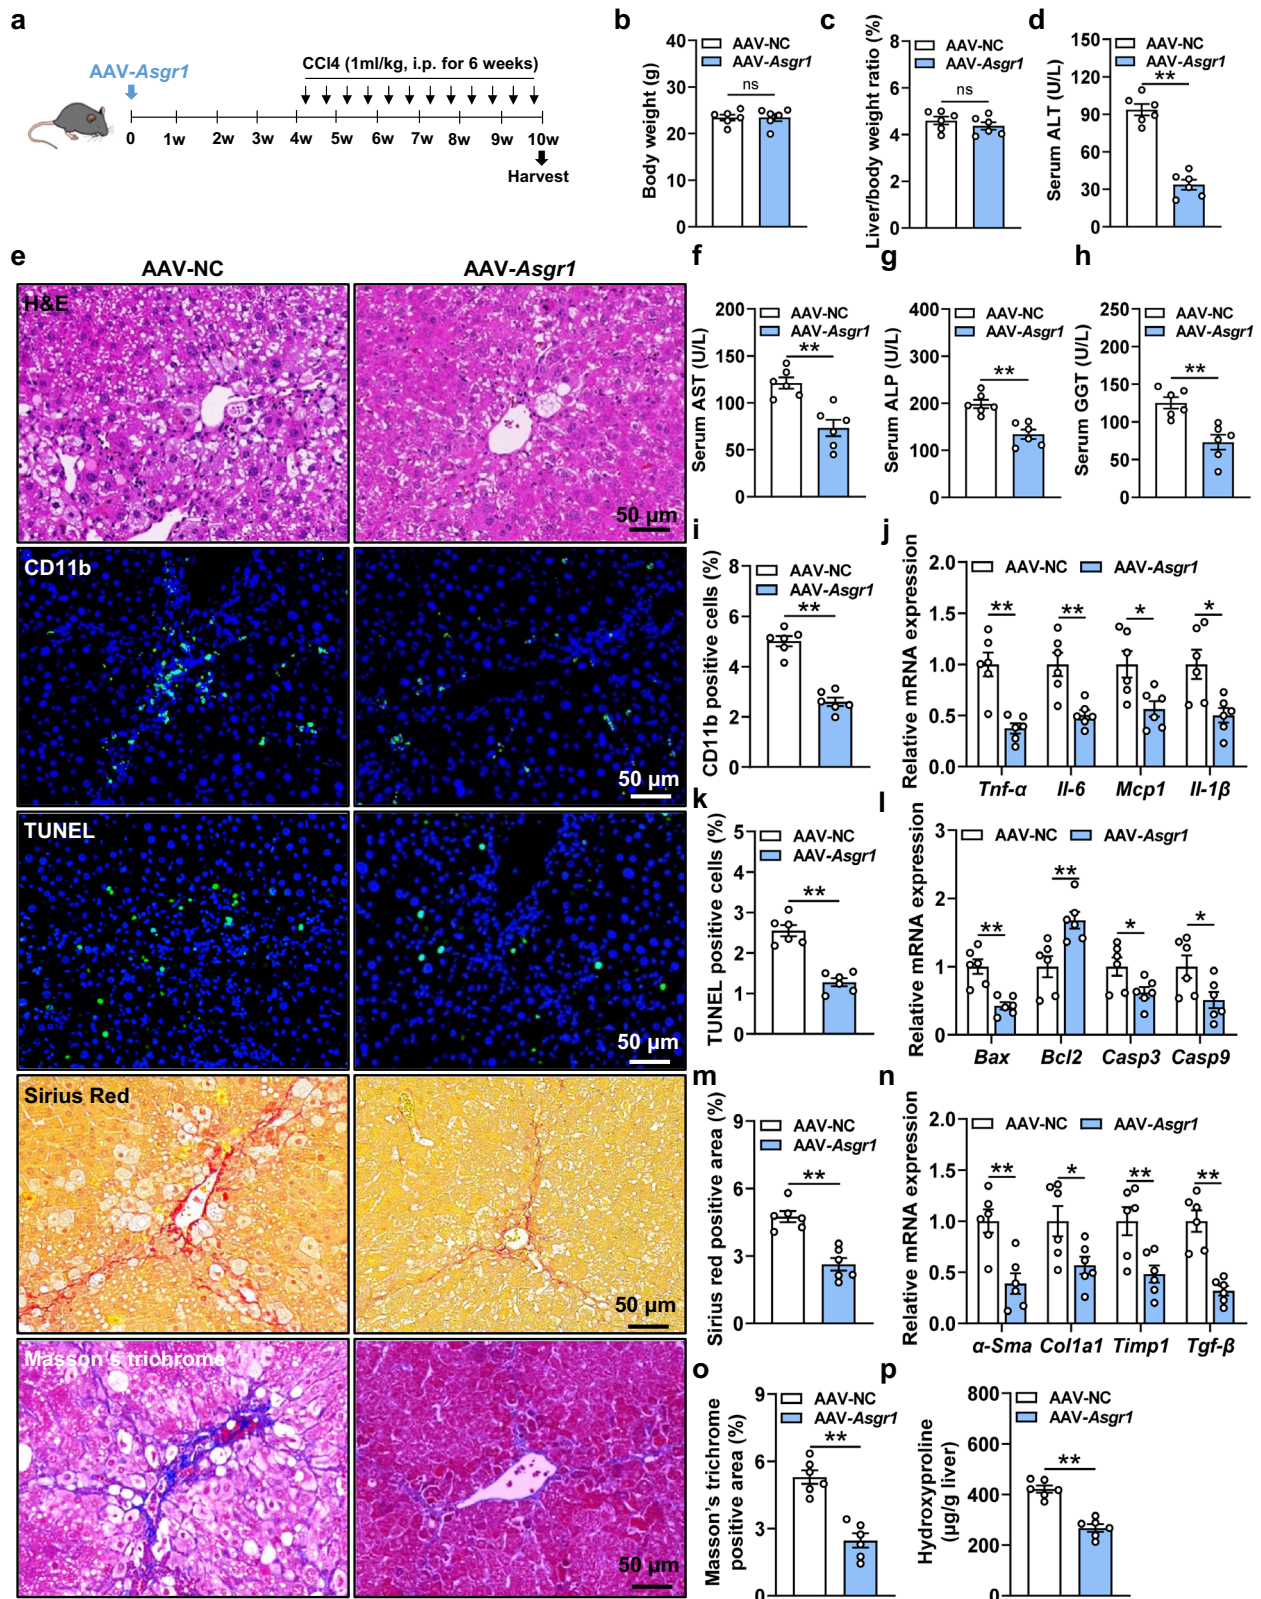 a
AAV-Asgr1
CCl4 (1ml/kg, i.p. for 6 weeks)
0 1w 2w 3w 4w 5w 6w 7w 8w 9w 10w
Harvest
b
Body weight (g)
40
30
20
10
0
AAV-NC
AAV-Asgr1
ns
c
Liver/body weight ratio (%)
8
6
4
2
0
AAV-NC
AAV-Asgr1
ns
d
Serum ALT (U/L)
150
120
90
60
30
0
AAV-NC
AAV-Asgr1
**
e
AAV-NC AAV-Asgr1
H&E
50 μm
CD11b
50 μm
TUNEL
50 μm
Sirius Red
50 μm
Masson's trichrome
50 μm
f
Serum AST (U/L)
200
150
100
50
0
AAV-NC
AAV-Asgr1
**
g
Serum ALP (U/L)
400
300
200
100
0
AAV-NC
AAV-Asgr1
**
h
Serum GGT (U/L)
250
200
150
100
50
0
AAV-NC
AAV-Asgr1
**
i
CD11b positive cells (%)
8
6
4
2
0
AAV-NC
AAV-Asgr1
**
j
Relative mRNA expression
2.0
1.5
1.0
0.5
0.0
AAV-NC AAV-Asgr1
** ** * *
Tnf-α Il-6 Mcp1 Il-1β
k
TUNEL positive cells (%)
5
4
3
2
1
0
AAV-NC
AAV-Asgr1
**
l
Relative mRNA expression
3
2
1
0
AAV-NC AAV-Asgr1
** ** * *
Bax Bcl2 Casp3 Casp9
m
Sirius red positive area (%)
9
6
3
0
AAV-NC
AAV-Asgr1
**
n
Relative mRNA expression
2.0
1.5
1.0
0.5
0.0
AAV-NC AAV-Asgr1
** * ** **
α-Sma Col1a1 Timp1 Tgf-β
o
Masson's trichrome
positive area (%)
9
6
3
0
AAV-NC
AAV-Asgr1
**
p
Hydroxyproline
(μg/g liver)
800
600
400
200
0
AAV-NC
AAV-Asgr1
**